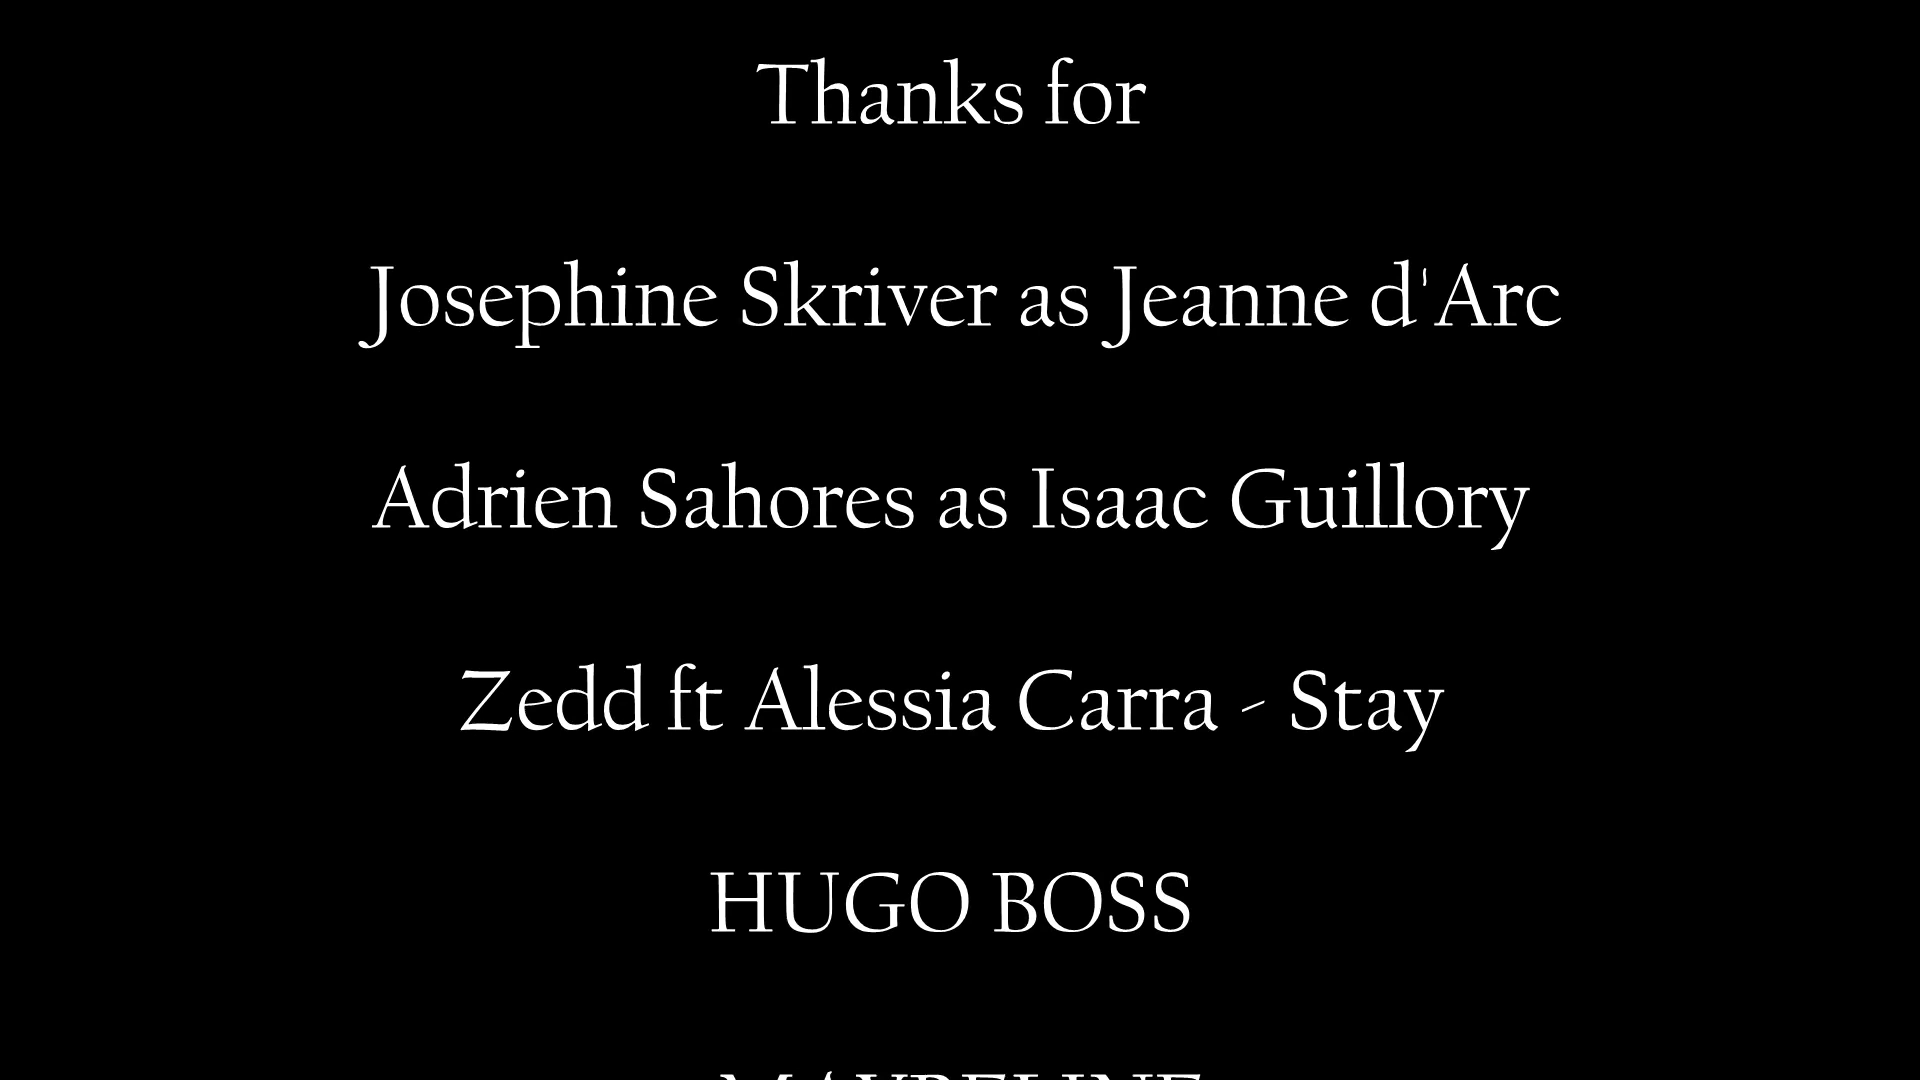 Thanks for
Josephine Skriver as Jeanne d'Arc
Adrien Sahores as Isaac Guillory
Zedd ft Alessia Carra - Stay
HUGO BOSS